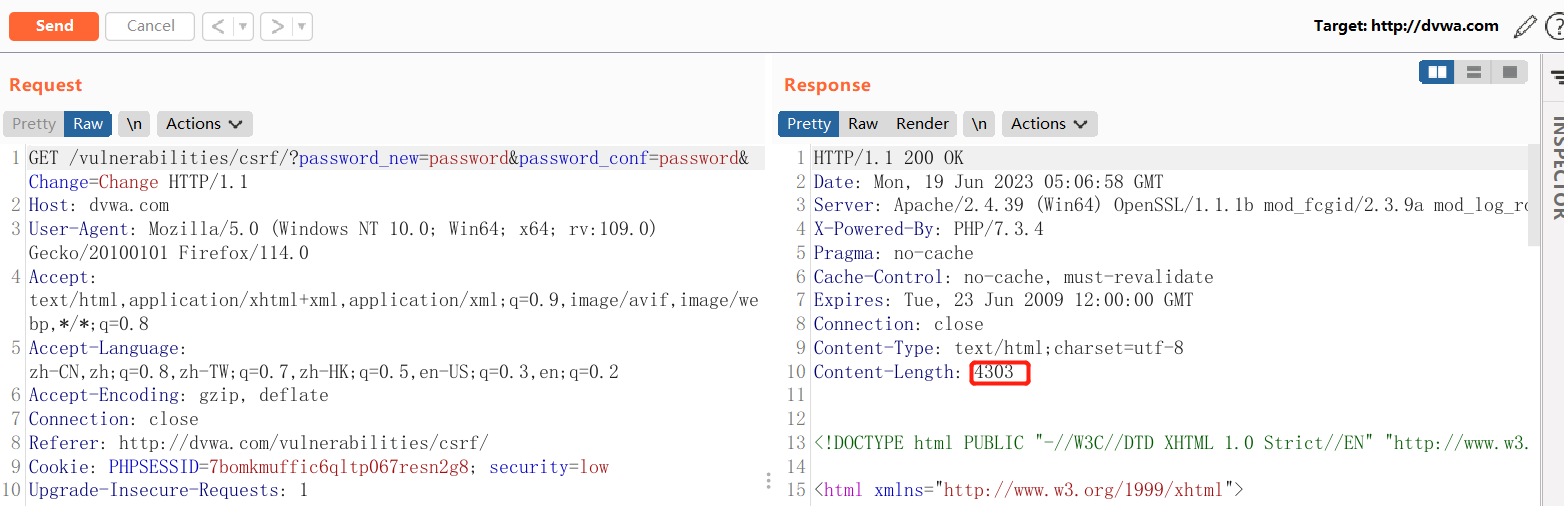 Send
Cancel
Target: http://dvwa.com
Request
Pretty Raw \n Actions
1 GET /vulnerabilities/csrf/?password_new=password&password_conf=password&
Change=Change HTTP/1.1
2 Host: dvwa.com
3 User-Agent: Mozilla/5.0 (Windows NT 10.0; Win64; x64; rv:109.0)
Gecko/20100101 Firefox/114.0
4 Accept:
text/html,application/xhtml+xml,application/xml;q=0.9,image/avif,image/we
bp,*/*;q=0.8
5 Accept-Language:
zh-CN,zh;q=0.8,zh-TW;q=0.7,zh-HK;q=0.5,en-US;q=0.3,en;q=0.2
6 Accept-Encoding: gzip, deflate
7 Connection: close
8 Referer: http://dvwa.com/vulnerabilities/csrf/
9 Cookie: PHPSESSID=7bomkmuffic6qltp067resn2g8; security=low
10 Upgrade-Insecure-Requests: 1
Response
Pretty Raw Render \n Actions
1 HTTP/1.1 200 OK
2 Date: Mon, 19 Jun 2023 05:06:58 GMT
3 Server: Apache/2.4.39 (Win64) OpenSSL/1.1.1b mod_fcgid/2.3.9a mod_log_ro
4 X-Powered-By: PHP/7.3.4
5 Pragma: no-cache
6 Cache-Control: no-cache, must-revalidate
7 Expires: Tue, 23 Jun 2009 12:00:00 GMT
8 Connection: close
9 Content-Type: text/html;charset=utf-8
10 Content-Length: 4303
11
12
13 <!DOCTYPE html PUBLIC "-//W3C//DTD XHTML 1.0 Strict//EN" "http://www.w3.
14
15 <html xmlns="http://www.w3.org/1999/xhtml">
INSPECTOR